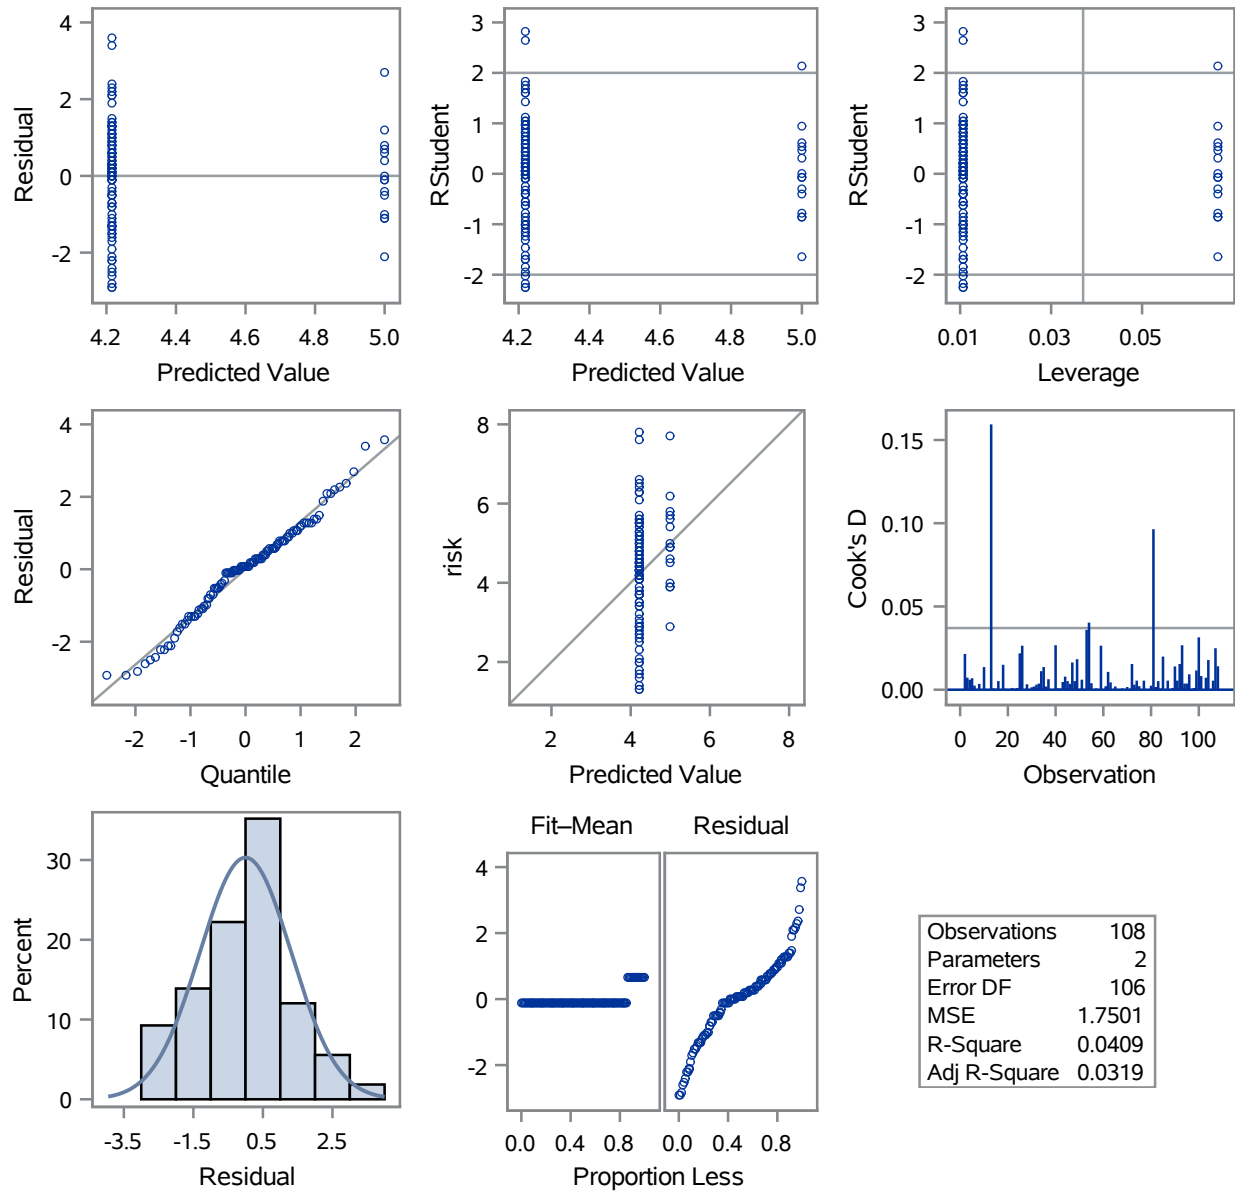 4
2
0
-2
Residual
4.2 4.4 4.6 4.8 5.0
Predicted Value
3
2
1
0
-1
-2
RStudent
4.2 4.4 4.6 4.8 5.0
Predicted Value
3
2
1
0
-1
-2
RStudent
0.01 0.03 0.05
Leverage
4
2
0
-2
Residual
-2 -1 0 1 2
Quantile
8
6
4
2
risk
2 4 6 8
Predicted Value
0.15
0.10
0.05
0.00
Cook's D
0 20 40 60 80 100
Observation
30
20
10
0
Percent
-3.5 -1.5 0.5 2.5
Residual
Fit–Mean Residual
4
2
0
-2
0.0 0.4 0.8 0.0 0.4 0.8
Proportion Less
Observations 108
Parameters 2
Error DF 106
MSE 1.7501
R-Square 0.0409
Adj R-Square 0.0319